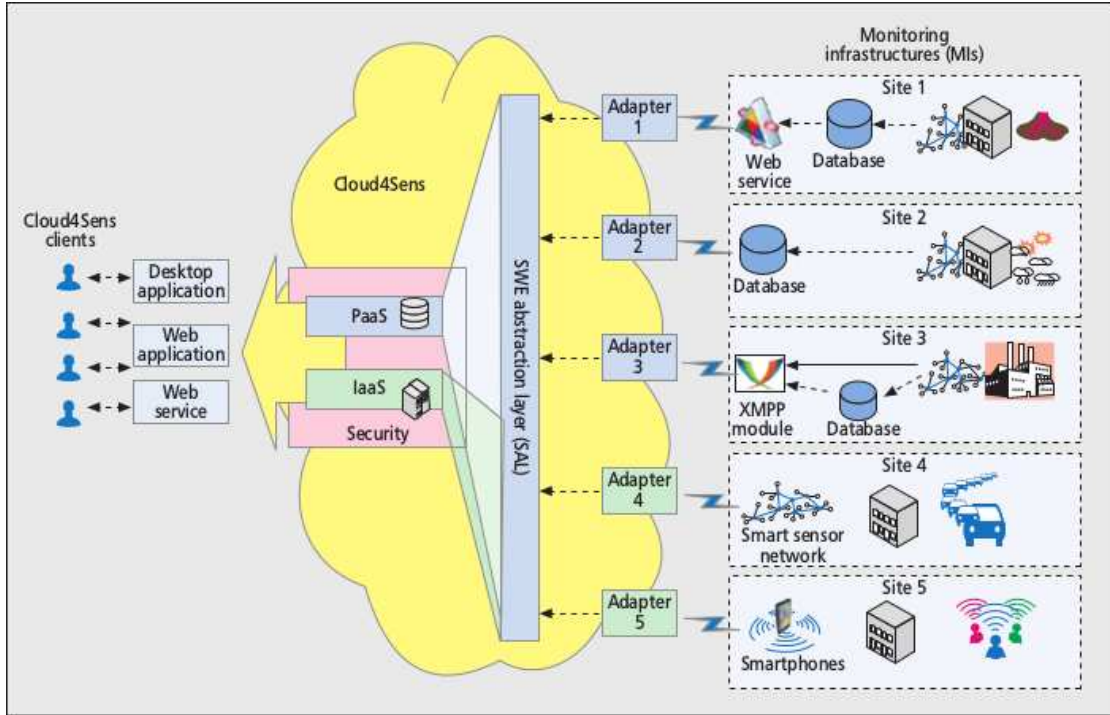 Monitoring
infrastructures (MIs)
Site 1
Adapter
1
Web
service
Database
Cloud4Sens
Cloud4Sens
clients
Site 2
Adapter
2
Database
Desktop
application
Web
application
Web
service
PaaS
IaaS
Security
SWE abstraction layer (SAL)
Site 3
Adapter
3
XMPP
module
Database
Site 4
Adapter
4
Smart sensor
network
Site 5
Adapter
5
Smartphones